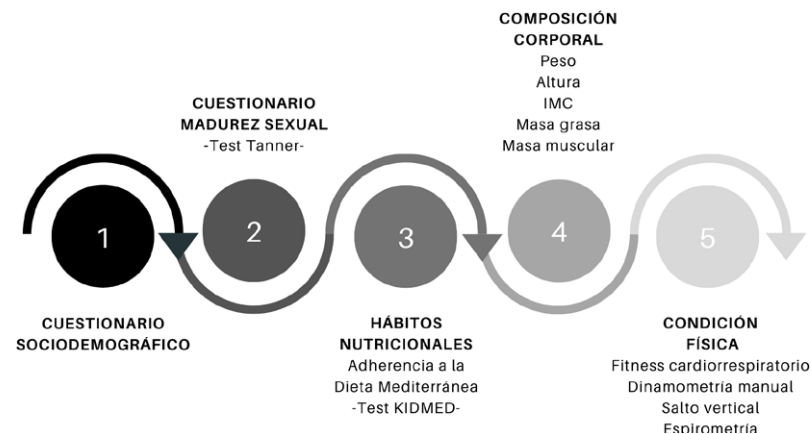 1
CUESTIONARIO
SOCIODEMOGRÁFICO
CUESTIONARIO
MADUREZ SEXUAL
-Test Tanner-
2
3
HÁBITOS
NUTRICIONALES
Adherencia a la
Dieta Mediterránea
-Test KIDMED-
COMPOSICIÓN
CORPORAL
Peso
Altura
IMC
Masa grasa
Masa muscular
4
5
CONDICIÓN
FÍSICA
Fitness cardiorrespiratorio
Dinamometría manual
Salto vertical
Espirometría